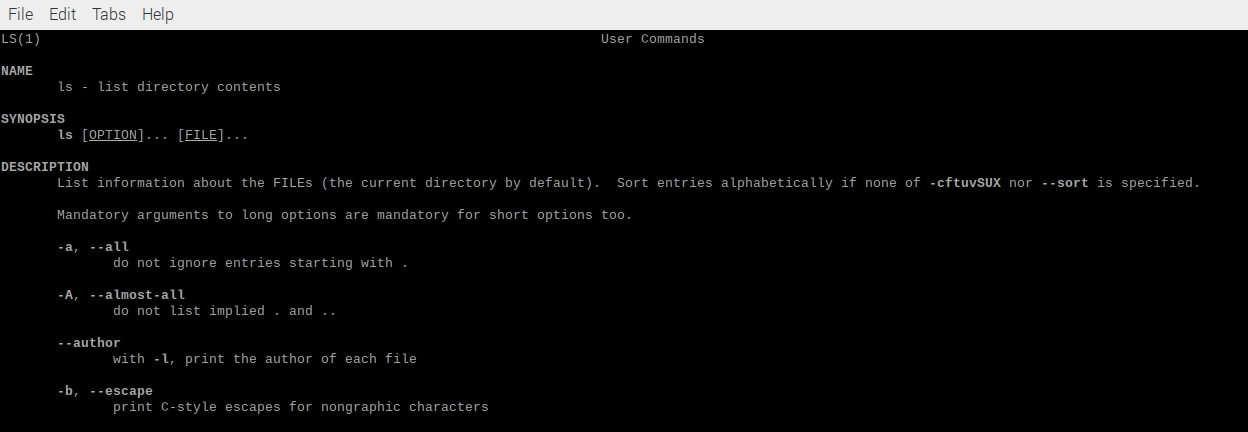 File Edit Tabs Help
LS(1) User Commands
NAME
ls - list directory contents
SYNOPSIS
ls [OPTION]... [FILE]...
DESCRIPTION
List information about the FILEs (the current directory by default).  Sort entries alphabetically if none of -cftuvSUX nor --sort is specified.
Mandatory arguments to long options are mandatory for short options too.
-a, --all
do not ignore entries starting with .
-A, --almost-all
do not list implied . and ..
--author
with -l, print the author of each file
-b, --escape
print C-style escapes for nongraphic characters